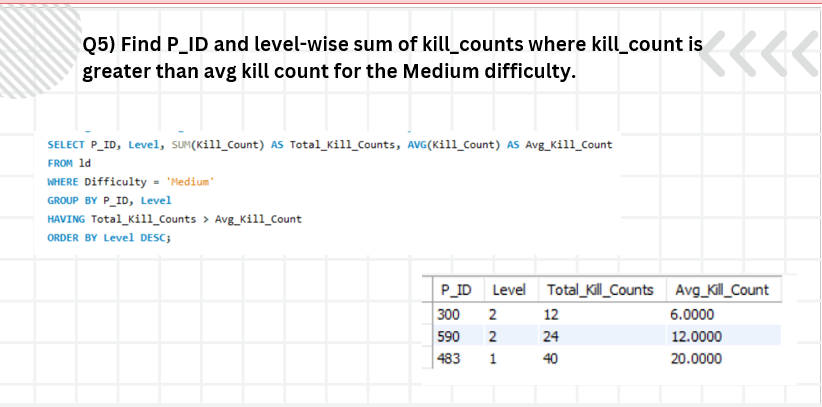 Q5) Find P_ID and level-wise sum of kill_counts where kill_count is
greater than avg kill count for the Medium difficulty.
SELECT P_ID, Level, SUM(Kill_Count) AS Total_Kill_Counts, AVG(Kill_Count) AS Avg_Kill_Count
FROM ld
WHERE Difficulty = 'Medium'
GROUP BY P_ID, Level
HAVING Total_Kill_Counts > Avg_Kill_Count
ORDER BY Level DESC;
P_ID Level Total_Kill_Counts Avg_Kill_Count
300 2 12 6.0000
590 2 24 12.0000
483 1 40 20.0000